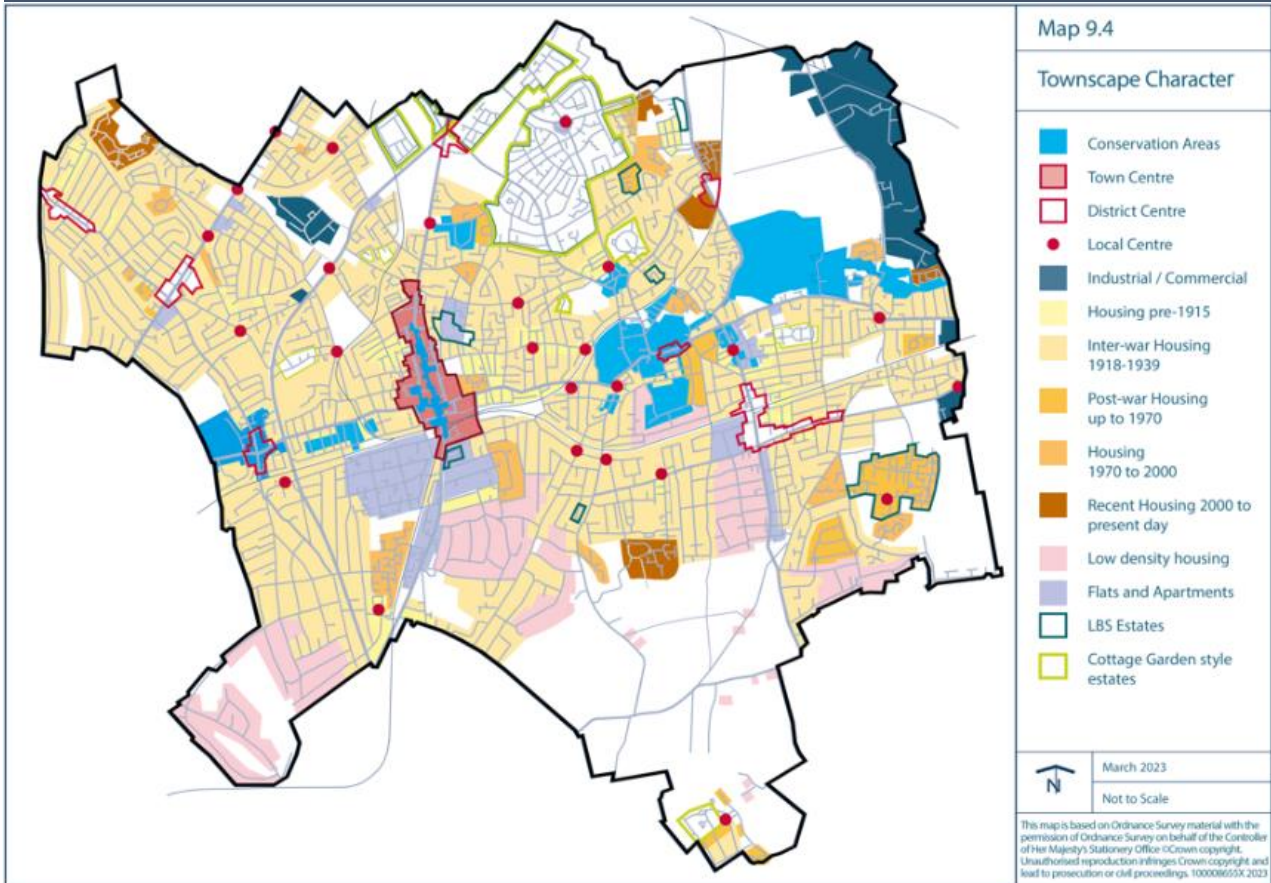 Map 9.4
Townscape Character
Conservation Areas
Town Centre
District Centre
Local Centre
Industrial / Commercial
Housing pre-1915
Inter-war Housing
1918-1939
Post-war Housing
up to 1970
Housing
1970 to 2000
Recent Housing 2000 to
present day
Low density housing
Flats and Apartments
LBS Estates
Cottage Garden style
estates
N
March 2023
Not to Scale
This map is based on Ordnance Survey material with the
permission of Ordnance Survey on behalf of the Controller
of Her Majesty's Stationery Office ©Crown copyright.
Unauthorised reproduction infringes Crown copyright and
lead to prosecution or civil proceedings. 100008655X 2023